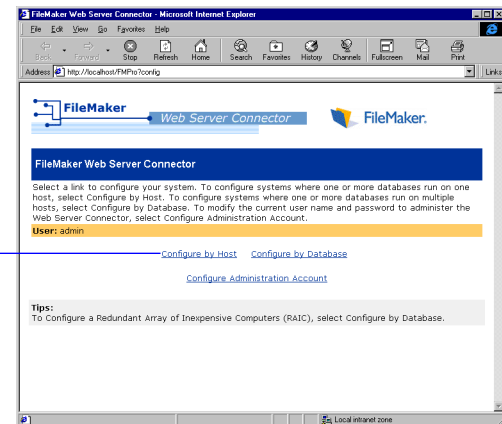 FileMaker Web Server Connector - Microsoft Internet Explorer
File Edit View Go Favorites Help
Back Forward Stop Refresh Home Search Favorites History Channels Fullscreen Mail Print
Address http://localhost/FMPro?config Links
FileMaker
Web Server Connector
FileMaker.
FileMaker Web Server Connector
Select a link to configure your system. To configure systems where one or more databases run on one
host, select Configure by Host. To configure systems where one or more databases run on multiple
hosts, select Configure by Database. To modify the current user name and password to administer the
Web Server Connector, select Configure Administration Account.
User: admin
Configure by Host Configure by Database
Configure Administration Account
Tips:
To Configure a Redundant Array of Inexpensive Computers (RAIC), select Configure by Database.
Local intranet zone